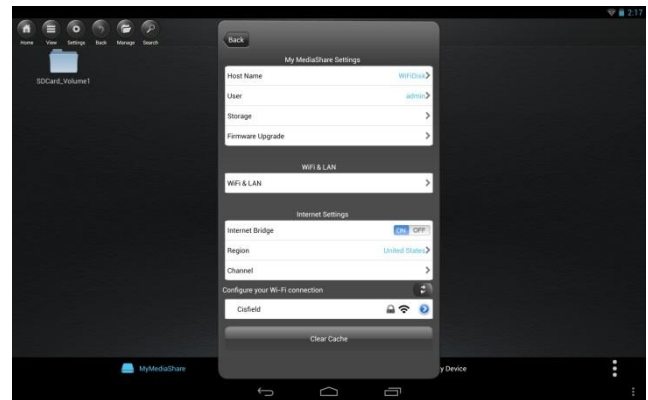 2:17
Home View Settings Back Manage Search
SDCard_Volume1
Back
My MediaShare Settings
Host Name WiFiDisk
User admin
Storage
Firmware Upgrade
WiFi & LAN
WiFi & LAN
Internet Settings
Internet Bridge ON OFF
Region United States
Channel
Configure your Wi-Fi connection
Cisfield
Clear Cache
MyMediaShare y Device